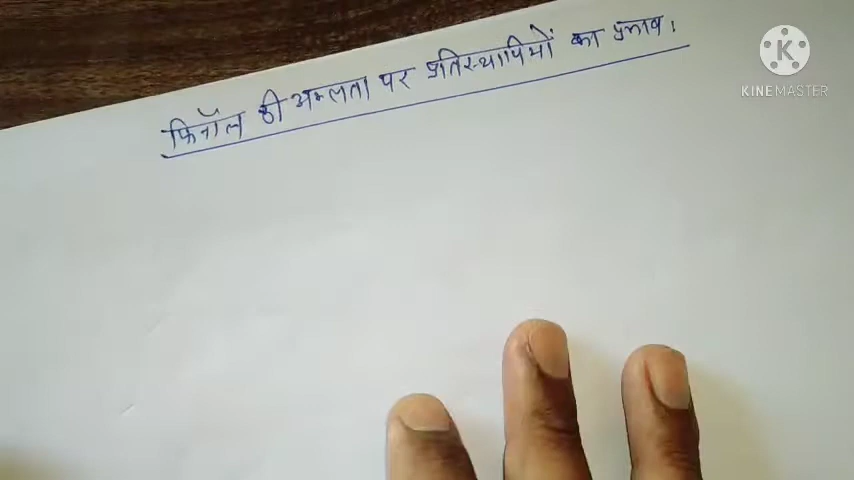 फिनॉल की अम्लता पर प्रतिस्थापियों का प्रभाव।
KINEMASTER